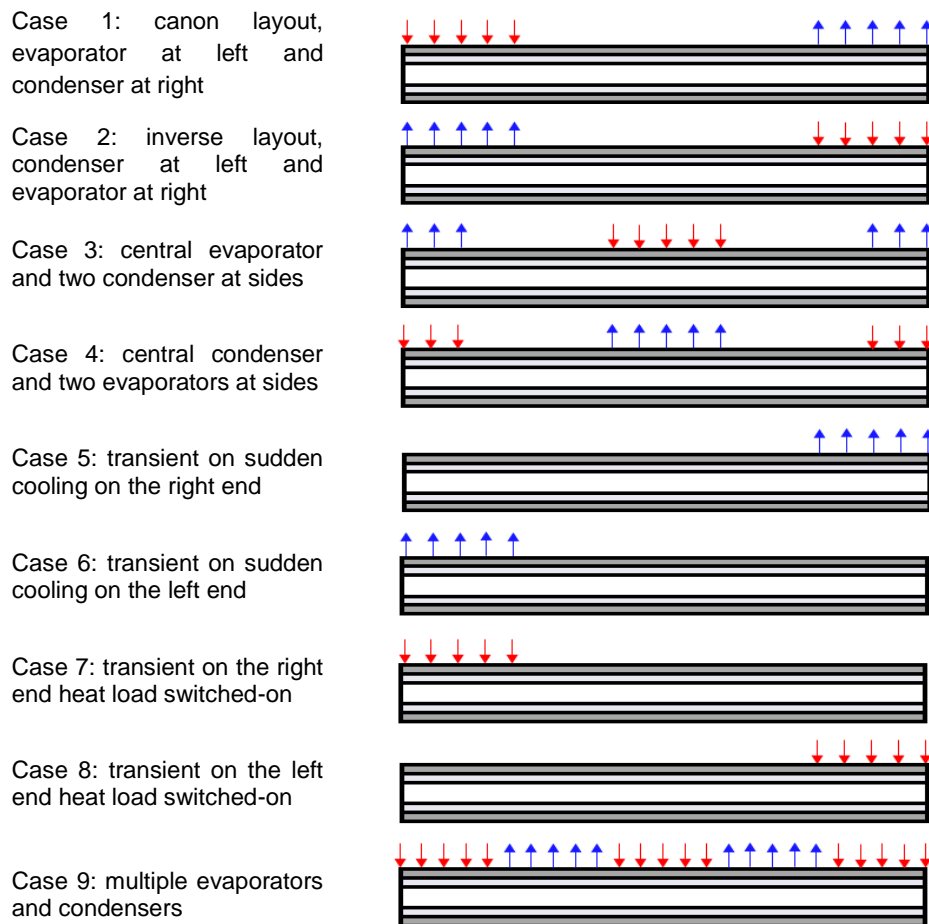 Case 1: canon layout,
evaporator at left and
condenser at right
Case 2: inverse layout,
condenser at left and
evaporator at right
Case 3: central evaporator
and two condenser at sides
Case 4: central condenser
and two evaporators at sides
Case 5: transient on sudden
cooling on the right end
Case 6: transient on sudden
cooling on the left end
Case 7: transient on the right
end heat load switched-on
Case 8: transient on the left
end heat load switched-on
Case 9: multiple evaporators
and condensers